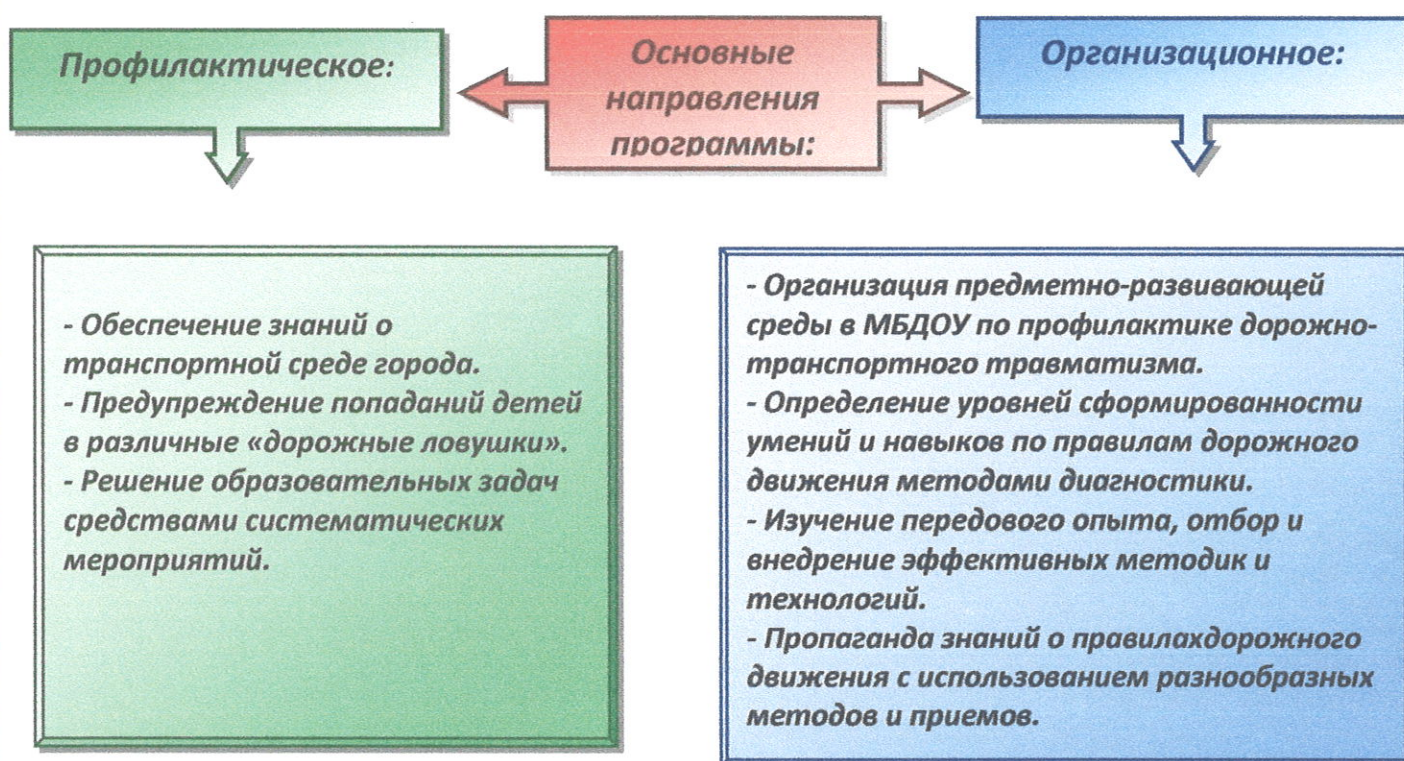 Профилактическое:
Основные
направления
программы:
Организационное:
- Обеспечение знаний о
транспортной среде города.
- Предупреждение попаданий детей
в различные «дорожные ловушки».
- Решение образовательных задач
средствами систематических
мероприятий.
- Организация предметно-развивающей
среды в МБДОУ по профилактике дорожно-
транспортного травматизма.
- Определение уровней сформированности
умений и навыков по правилам дорожного
движения методами диагностики.
- Изучение передового опыта, отбор и
внедрение эффективных методик и
технологий.
- Пропаганда знаний о правилахдорожного
движения с использованием разнообразных
методов и приемов.